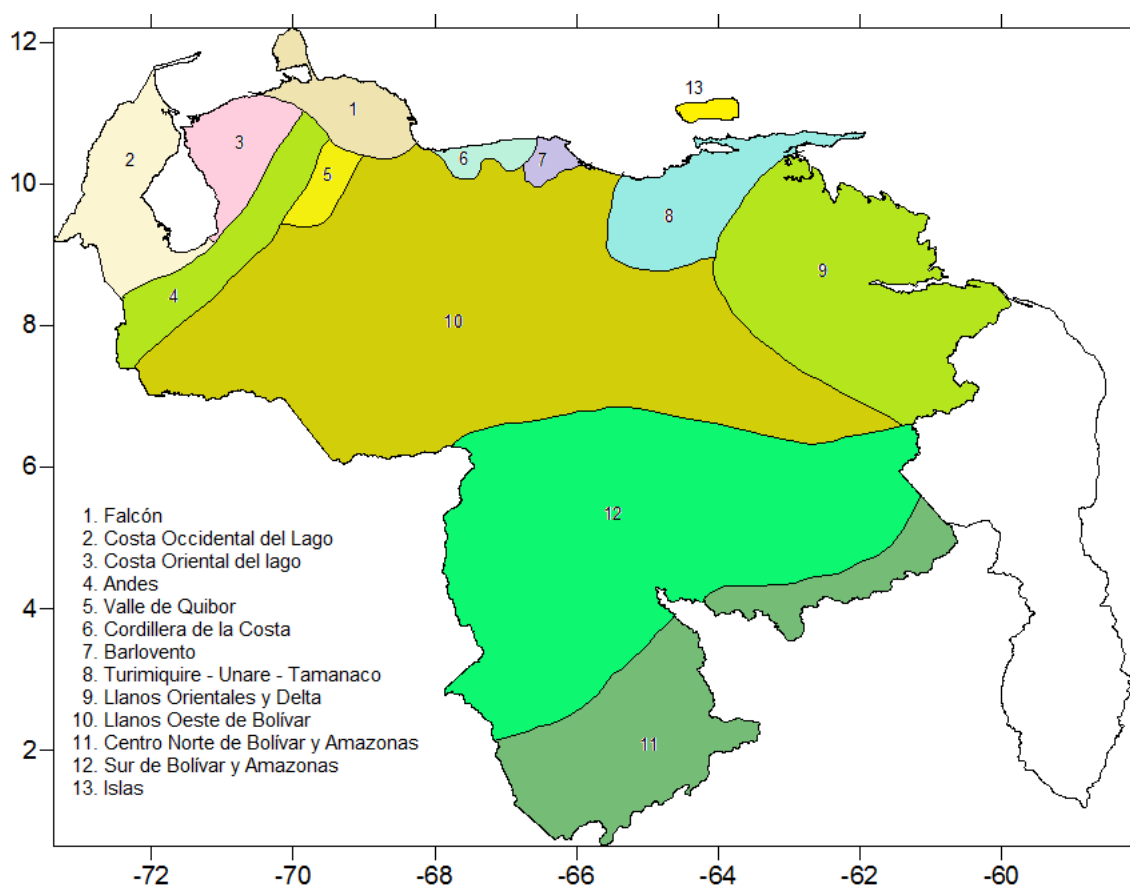 12
10
8
6
4
2
13
1
2
3
6
7
5
8
9
4
10
12
11
1. Falcón
2. Costa Occidental del Lago
3. Costa Oriental del lago
4. Andes
5. Valle de Quibor
6. Cordillera de la Costa
7. Barlovento
8. Turimiquire - Unare - Tamanaco
9. Llanos Orientales y Delta
10. Llanos Oeste de Bolívar
11. Centro Norte de Bolívar y Amazonas
12. Sur de Bolívar y Amazonas
13. Islas
-72 -70 -68 -66 -64 -62 -60